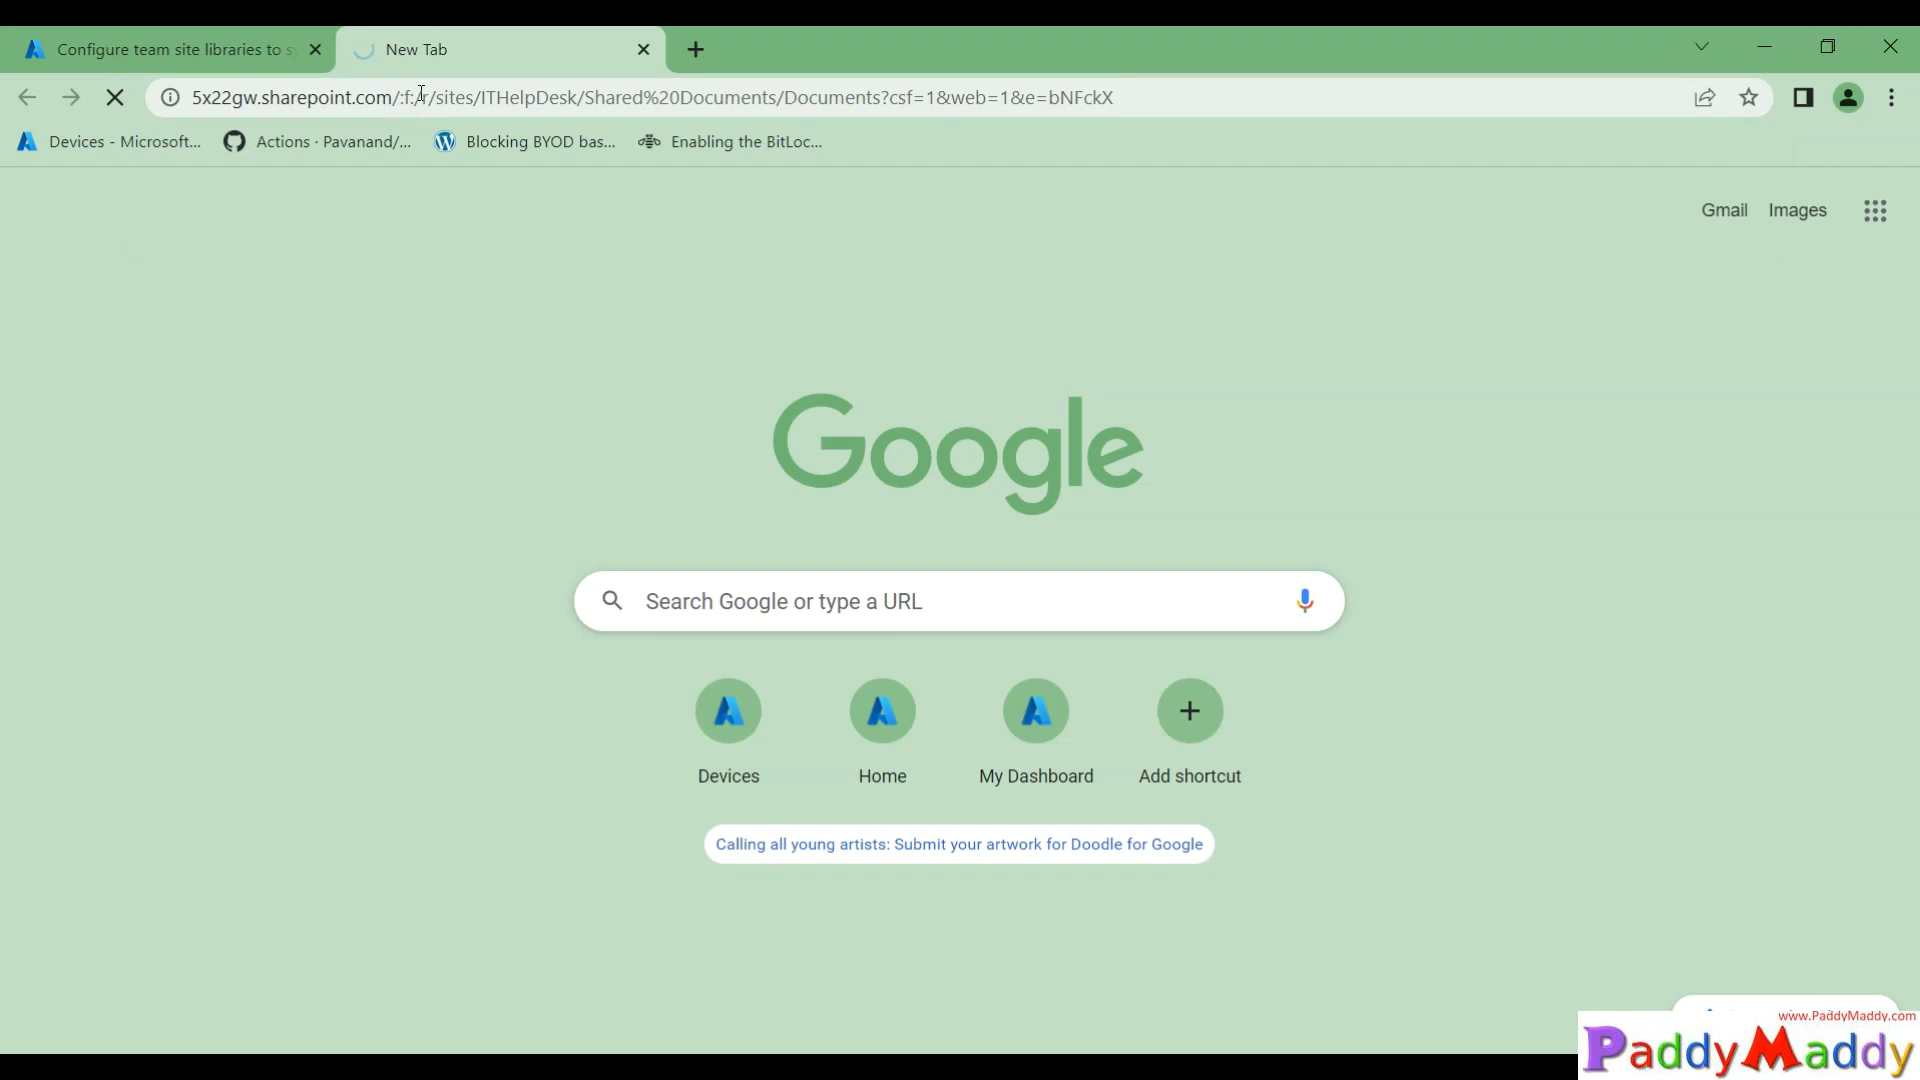 Configure team site libraries to s
New Tab
5x22gw.sharepoint.com/:f:/r/sites/ITHelpDesk/Shared%20Documents/Documents?csf=1&web=1&e=bNFckX
Devices - Microsoft... Actions · Pavanand/... Blocking BYOD bas... Enabling the BitLoc...
Gmail Images
Google
Search Google or type a URL
Devices Home My Dashboard Add shortcut
Calling all young artists: Submit your artwork for Doodle for Google
www.PaddyMaddy.com
PaddyMaddy